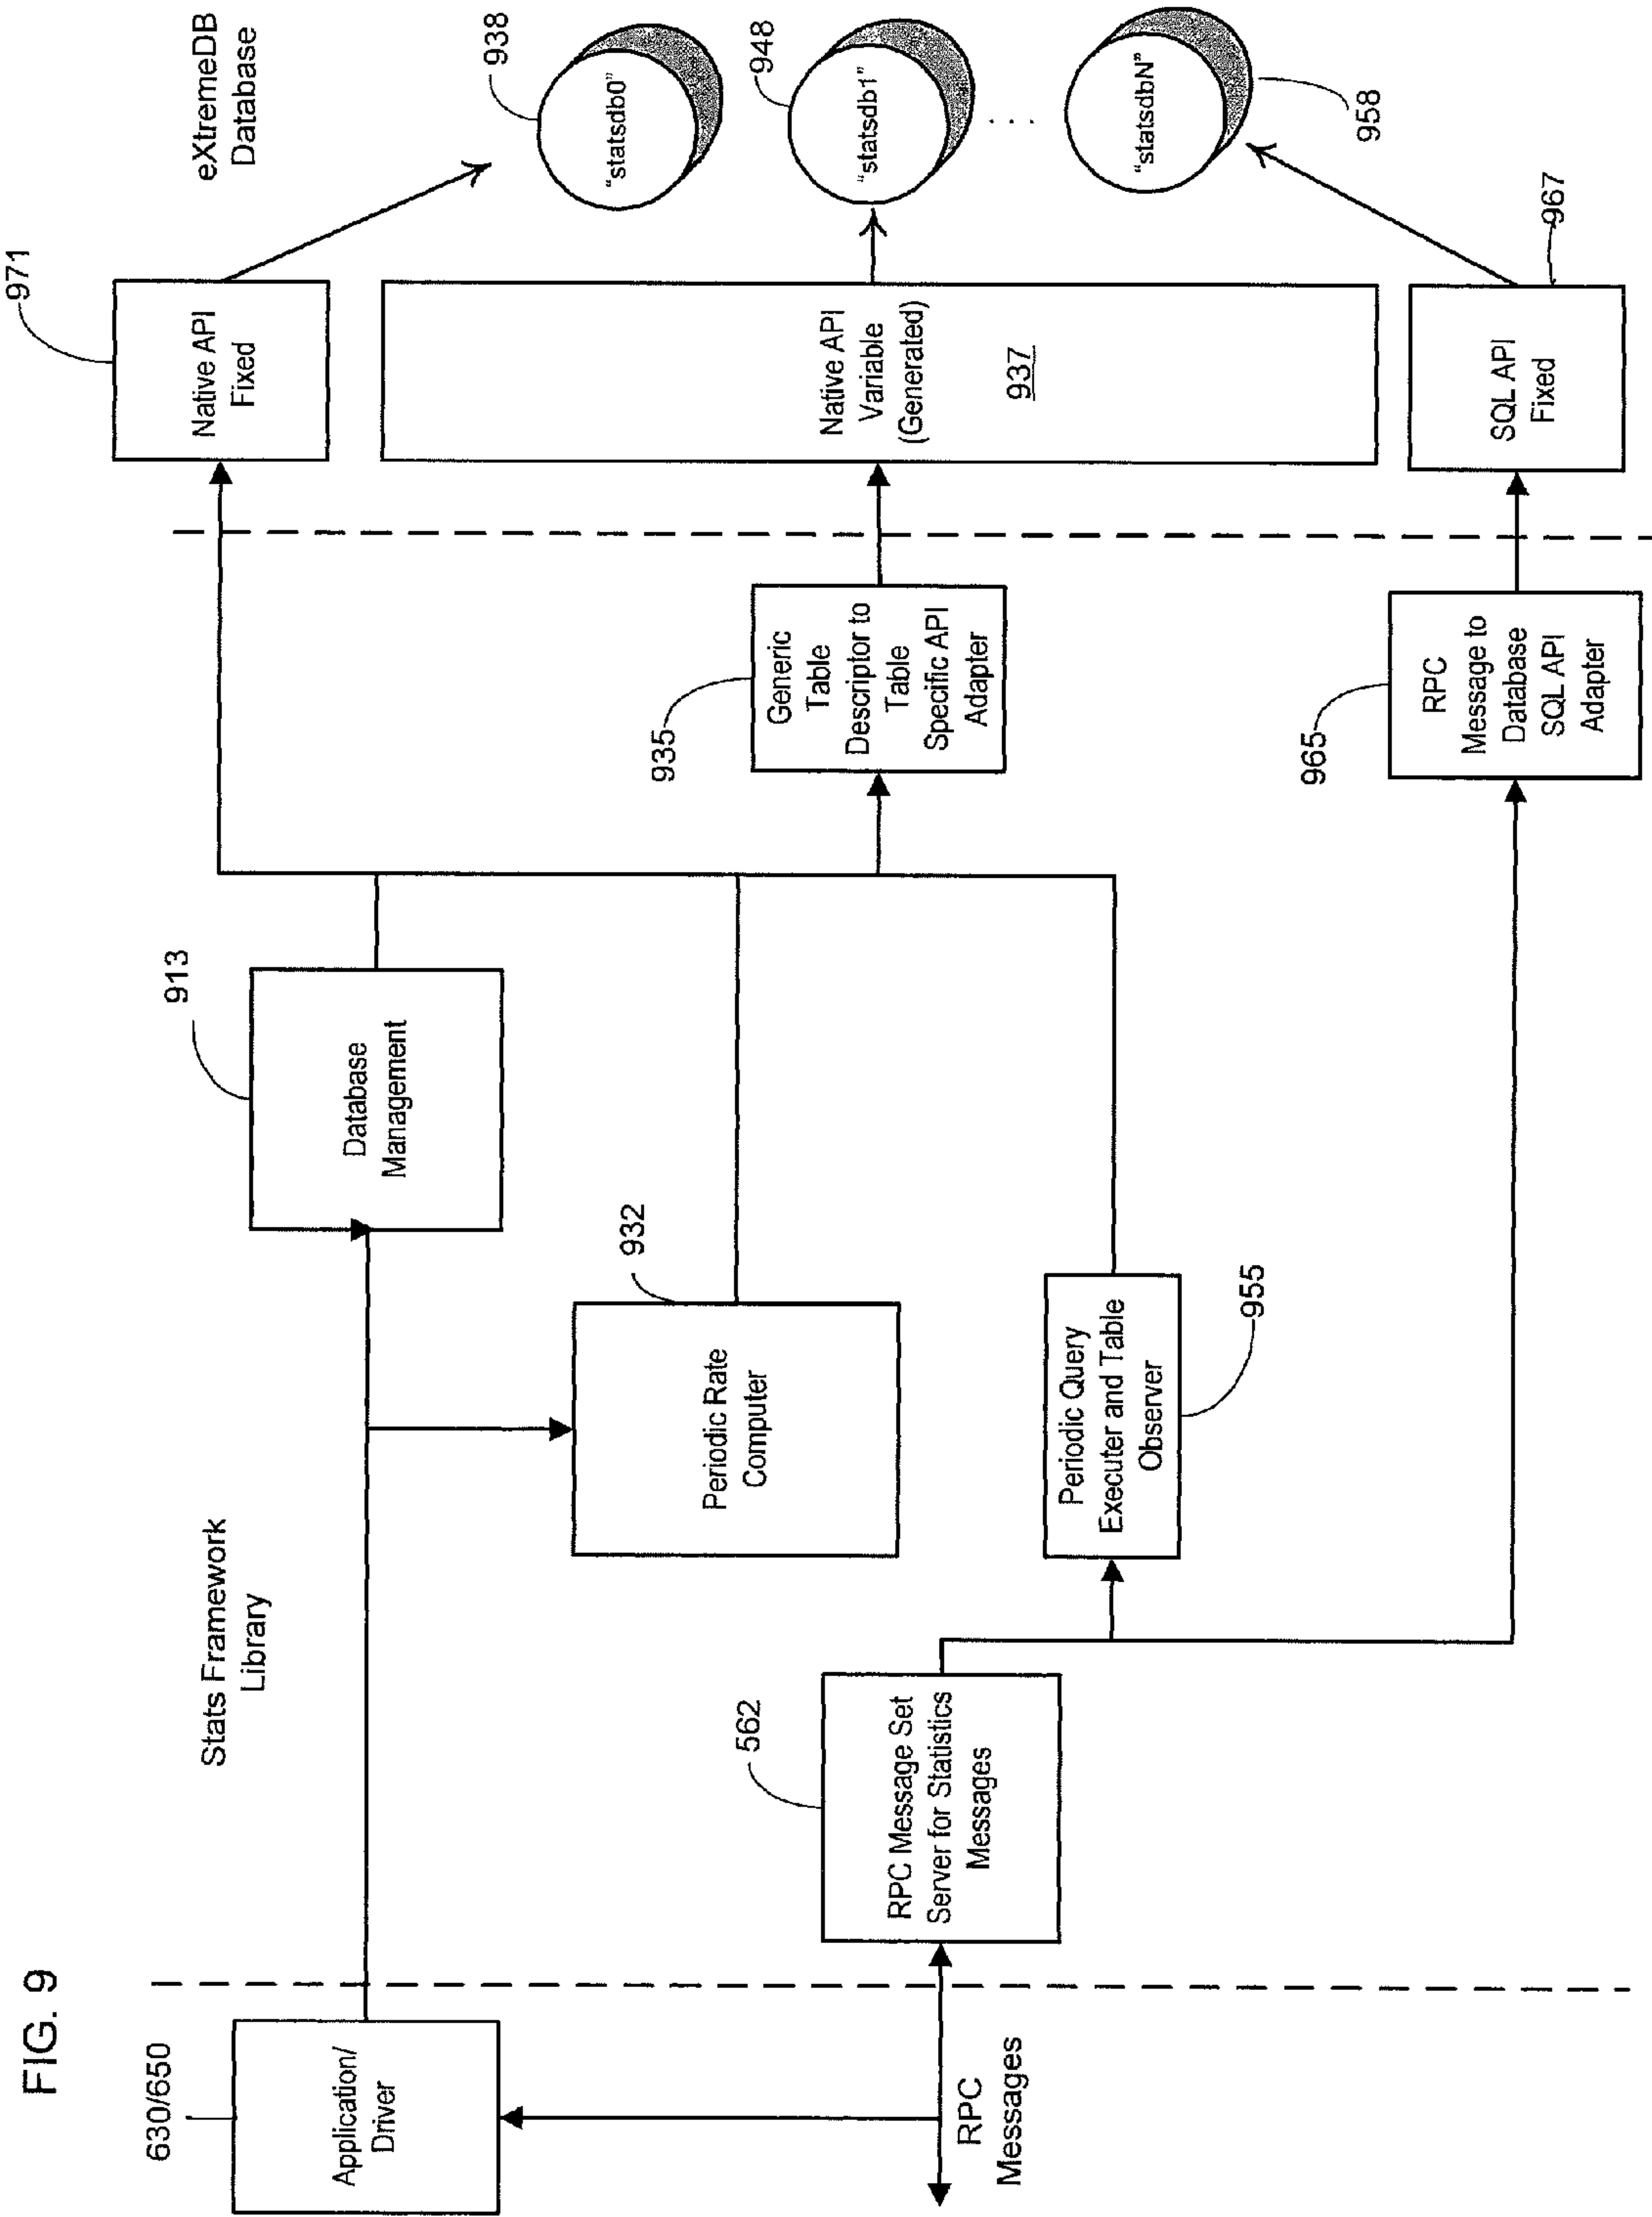 FIG. 9
630/650
Application/
Driver
RPC
Messages
Stats Framework
Library
562
RPC Message Set
Server for Statistics
Messages
913
Database
Management
932
Periodic Rate
Computer
955
Periodic Query
Executer and Table
Observer
935
Generic
Table
Descriptor to
Table
Specific API
Adapter
965
RPC
Message to
Database
SQL API
Adapter
971
Native API
Fixed
Native API
Variable
(Generated)
937
SQL API
Fixed
967
eXtremeDB
Database
938
"statsdb0"
948
"statsdb1"
. . .
"statsdbN"
958